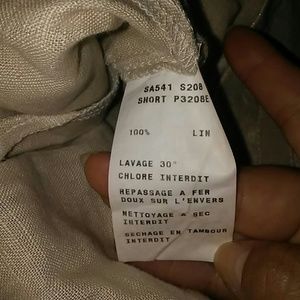 SA541 S20B
SHORT P3208E
100% LIN
LAVAGE 30°
CHLORE INTERDIT
REPASSAGE A FER
DOUX SUR L'ENVERS
NETTOYAGE A SEC
INTERDIT
SECHAGE EN TAMBOUR
INTERDIT